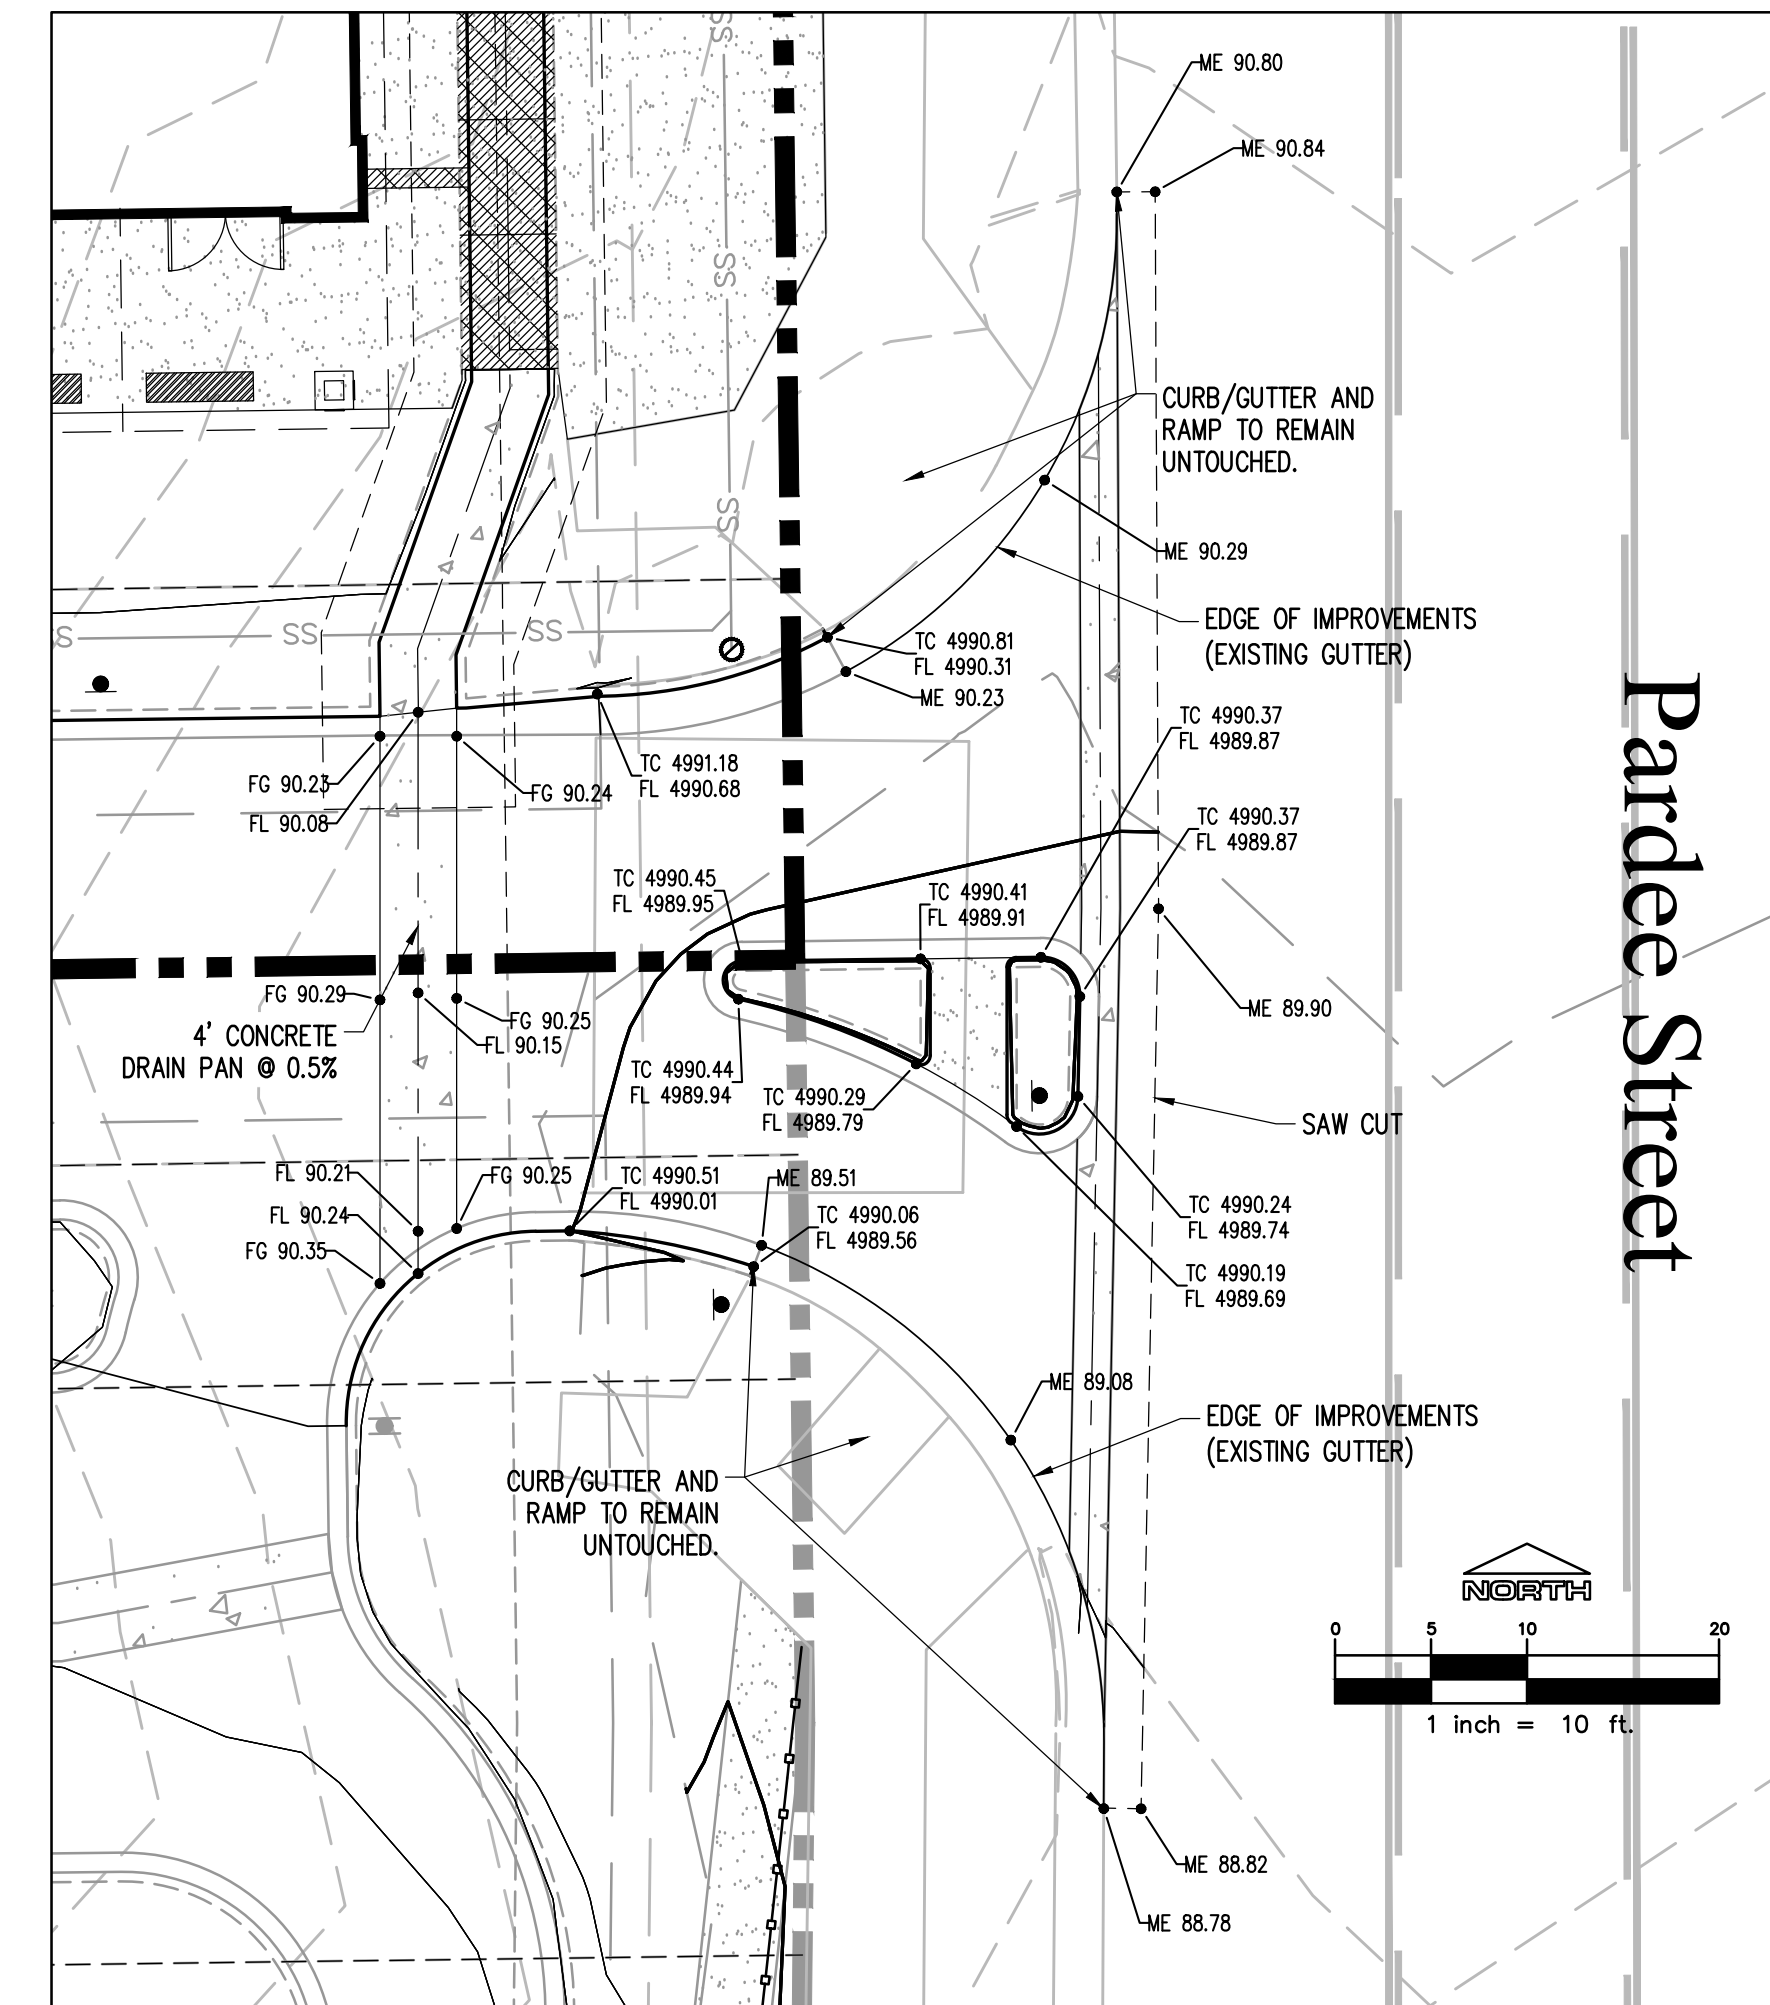 SS
ME 90.80
ME 90.84
SS
CURB/GUTTER AND
RAMP TO REMAIN
UNTOUCHED.
SS
ME 90.29
EDGE OF IMPROVEMENTS
(EXISTING GUTTER)
SS
SS
SS
TC 4990.81
FL 4990.31
ME 90.23
TC 4990.37
FL 4989.87
TC 4991.18
FL 4990.68
FG 90.23
FG 90.24
FL 90.08
TC 4990.37
FL 4989.87
TC 4990.45
FL 4989.95
TC 4990.41
FL 4989.91
Pardee Street
FG 90.29
ME 89.90
FG 90.25
FL 90.15
4' CONCRETE
DRAIN PAN @ 0.5%
TC 4990.44
FL 4989.94
TC 4990.29
FL 4989.79
SAW CUT
FL 90.21
FG 90.25
TC 4990.51
FL 4990.01
ME 89.51
FL 90.24
TC 4990.06
FL 4989.56
FG 90.35
TC 4990.24
FL 4989.74
TC 4990.19
FL 4989.69
ME 89.08
EDGE OF IMPROVEMENTS
(EXISTING GUTTER)
CURB/GUTTER AND
RAMP TO REMAIN
UNTOUCHED.
NORTH
0 5 10 20
1 inch = 10 ft.
ME 88.82
ME 88.78